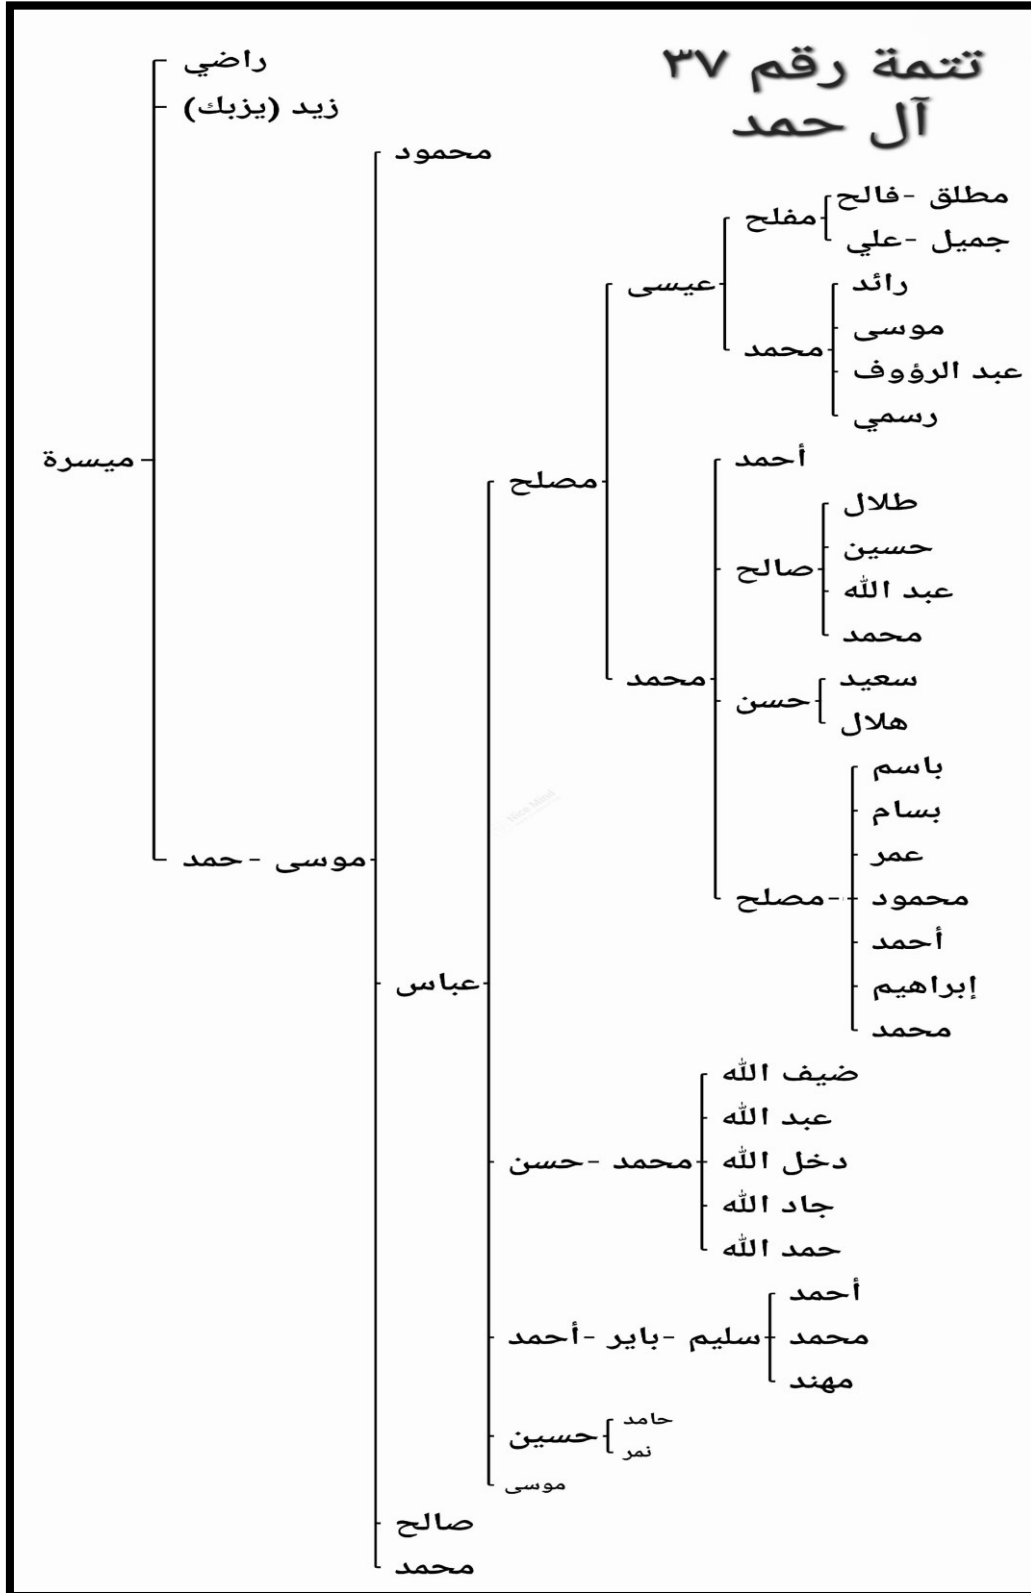 تتمة رقم ٣٧
آل حمد
راضي
زيد (يزبك)
محمود
مطلق - فالح
مفلح
جميل - علي
عيسى
رائد
موسى
محمد
عبد الرؤوف
رسمي
ميسرة
أحمد
مصلح
طلال
حسين
صالح
عبد الله
محمد
محمد
سعيد
حسن
هلال
باسم
بسام
عمر
موسى - حمد
مصلح
محمود
أحمد
عباس
إبراهيم
محمد
ضيف الله
عبد الله
محمد - حسن
دخل الله
جاد الله
حمد الله
أحمد
سليم - باير - أحمد
محمد
مهند
حامد
حسين
نمر
موسى
صالح
محمد
Nice Mind